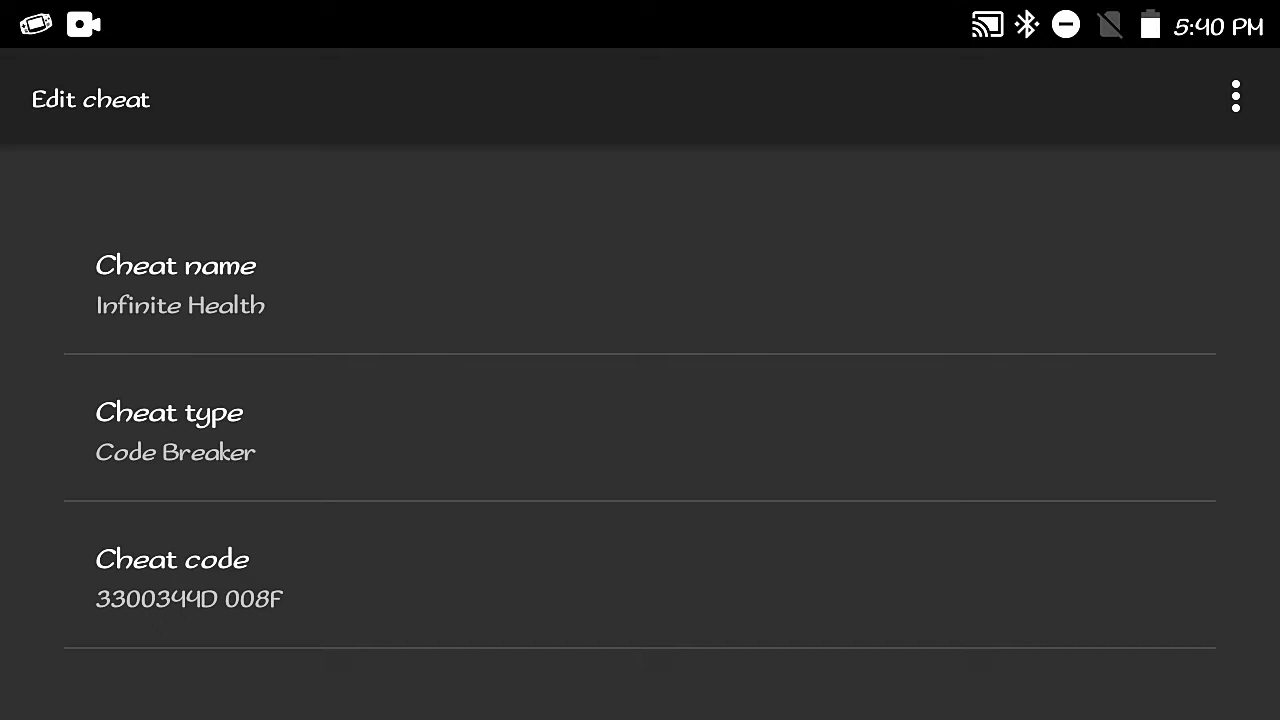 5:40 PM
Edit cheat
Cheat name
Infinite Health
Cheat type
Code Breaker
Cheat code
3300344D 008F